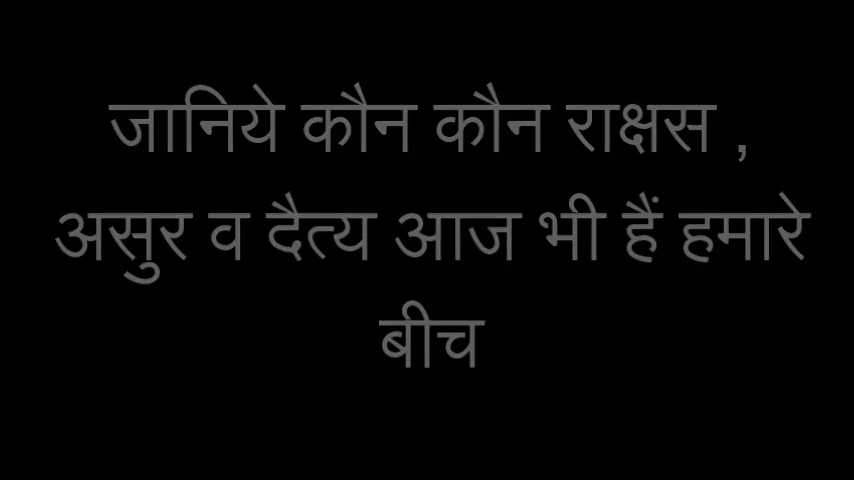 जानिये कौन कौन राक्षस ,
असुर व दैत्य आज भी हैं हमारे
बीच